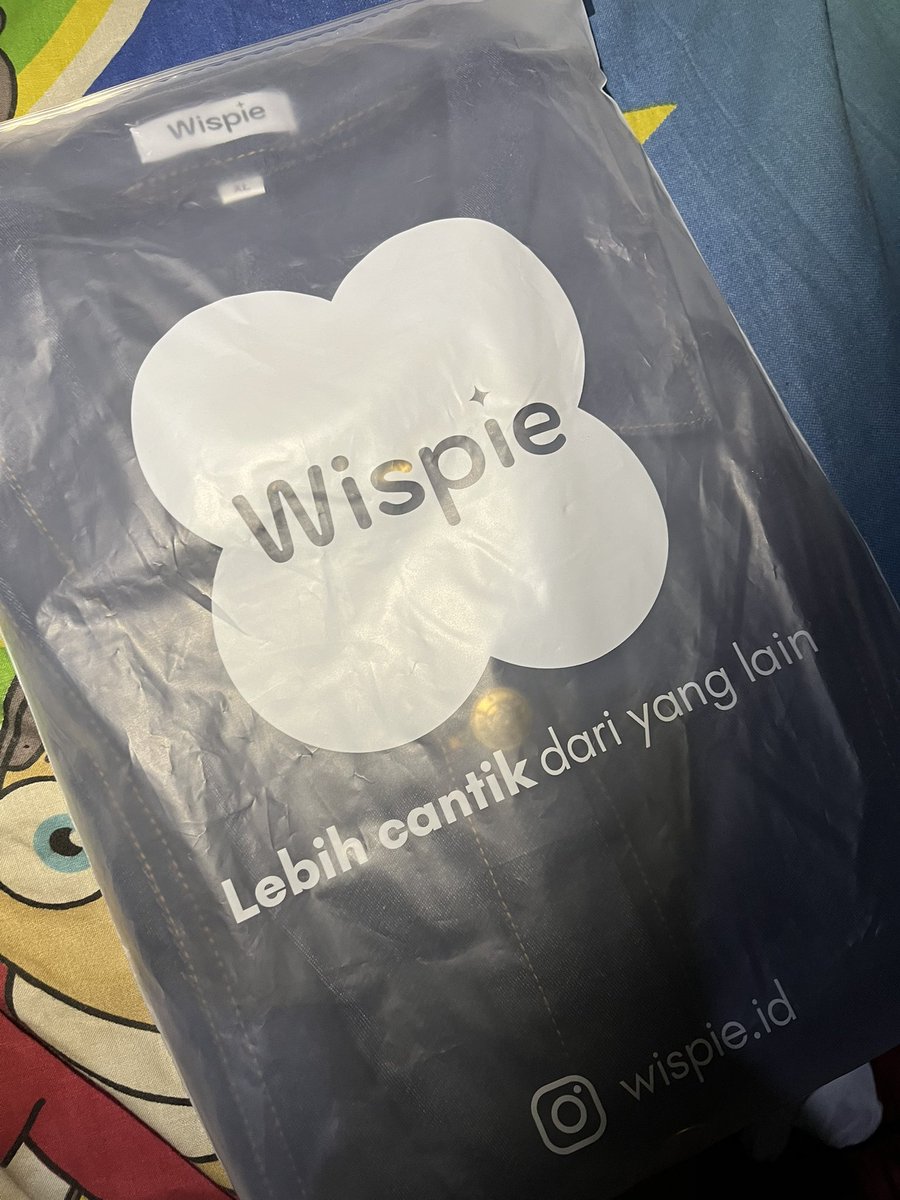 Wispie
XL
Wispie
Lebih cantik dari yang lain
wispie.id